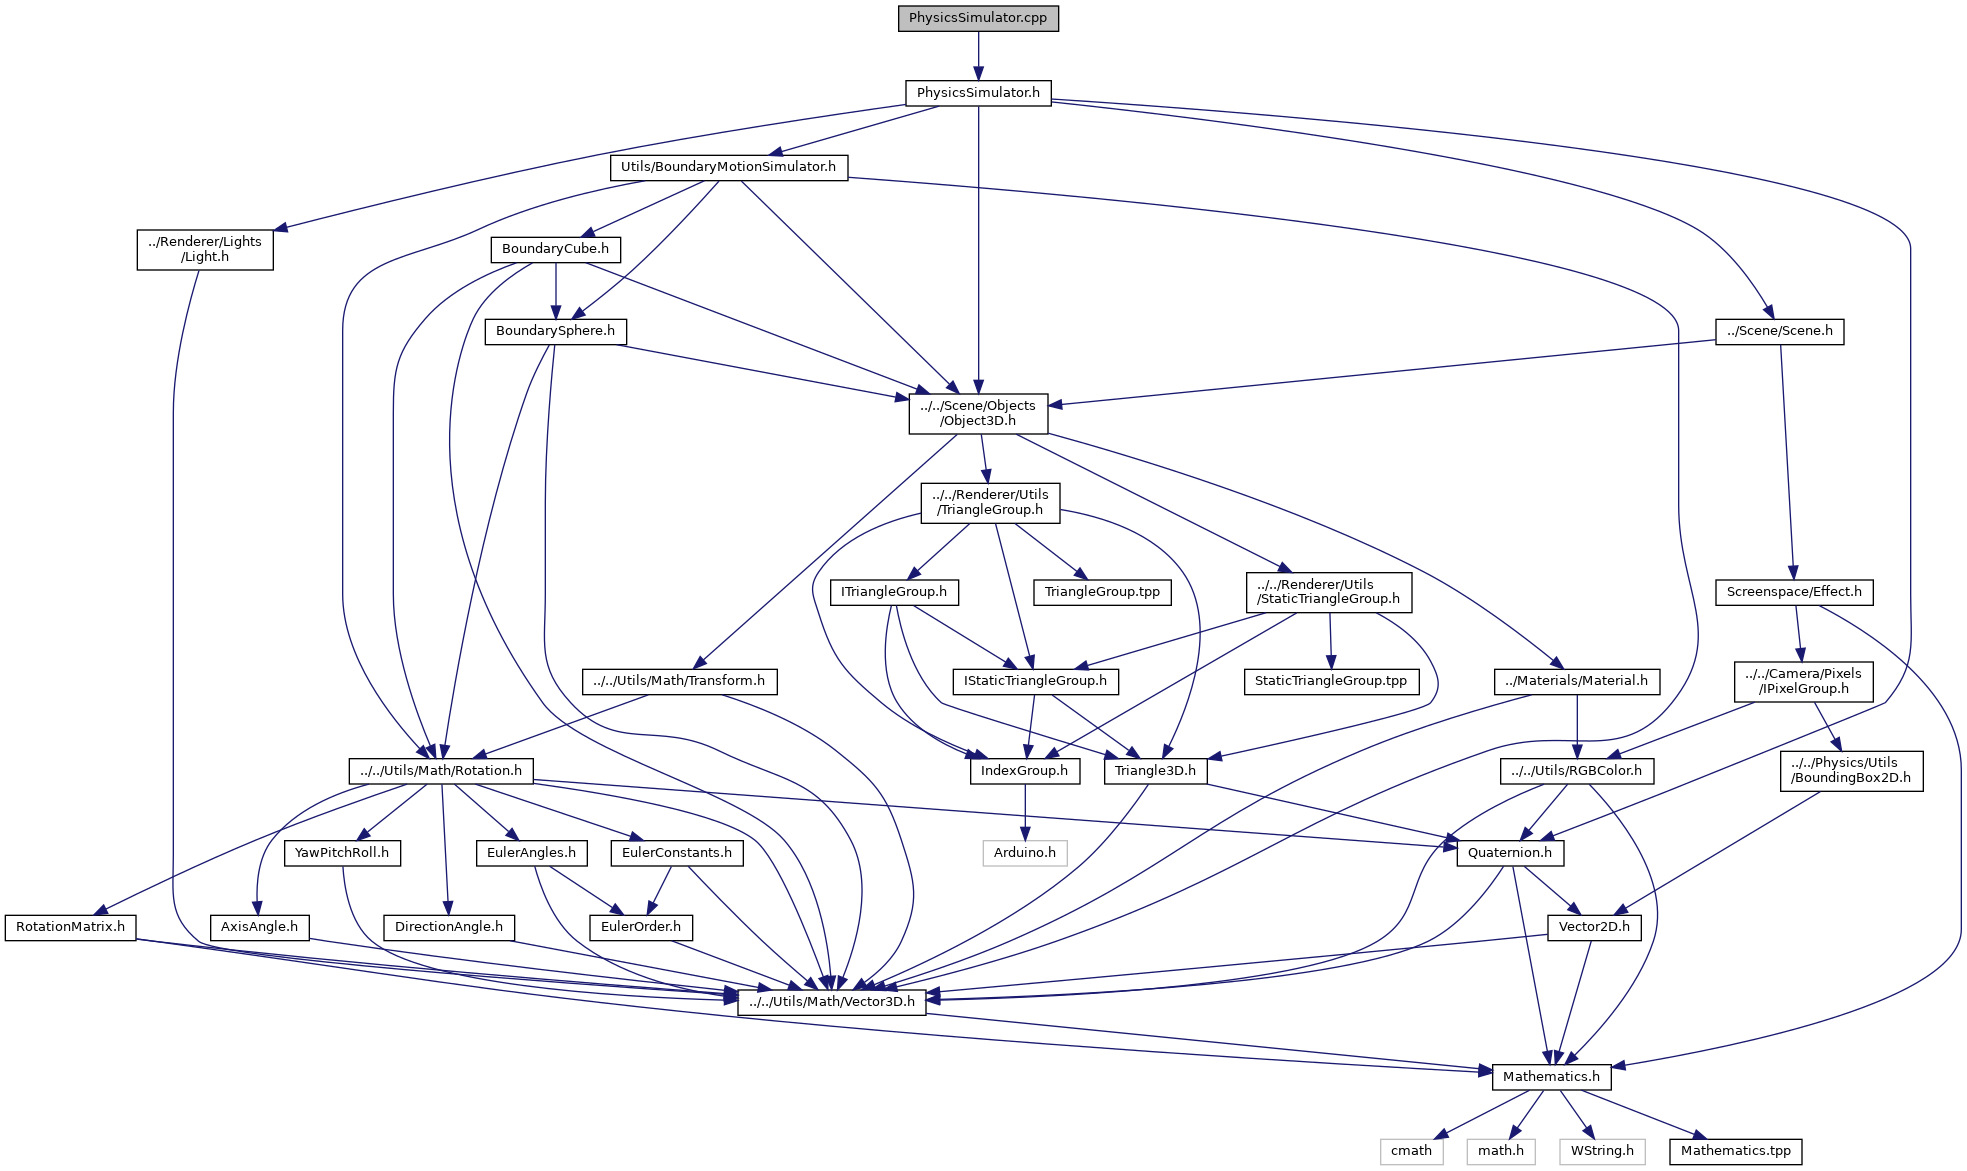 PhysicsSimulator.cpp
PhysicsSimulator.h
Utils/BoundaryMotionSimulator.h
../Renderer/Lights
/Light.h
BoundaryCube.h
BoundarySphere.h
../Scene/Scene.h
../../Scene/Objects
/Object3D.h
../../Renderer/Utils
/TriangleGroup.h
ITriangleGroup.h
TriangleGroup.tpp
../../Renderer/Utils
/StaticTriangleGroup.h
Screenspace/Effect.h
../../Utils/Math/Transform.h
IStaticTriangleGroup.h
StaticTriangleGroup.tpp
../Materials/Material.h
../../Camera/Pixels
/IPixelGroup.h
../../Utils/Math/Rotation.h
IndexGroup.h
Triangle3D.h
../../Utils/RGBColor.h
../../Physics/Utils
/BoundingBox2D.h
YawPitchRoll.h
EulerAngles.h
EulerConstants.h
Arduino.h
Quaternion.h
RotationMatrix.h
AxisAngle.h
DirectionAngle.h
EulerOrder.h
Vector2D.h
../../Utils/Math/Vector3D.h
Mathematics.h
cmath
math.h
WString.h
Mathematics.tpp